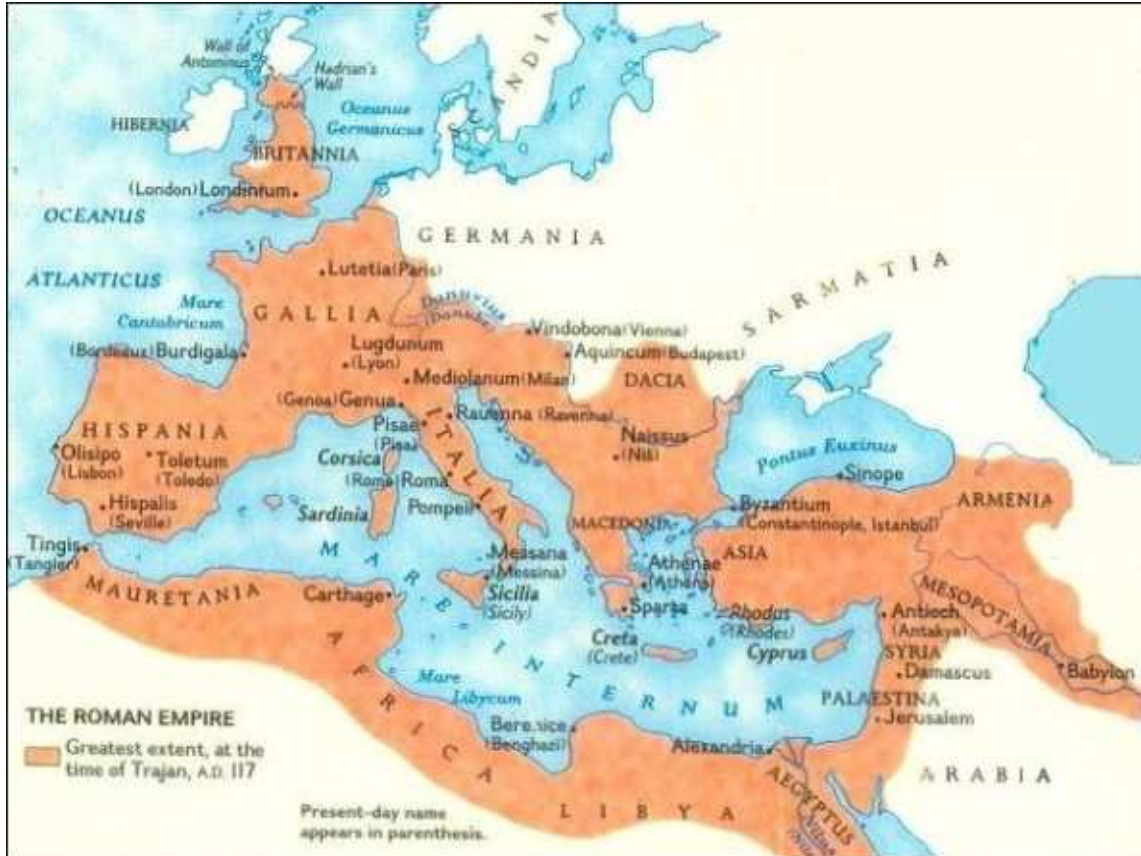 Wall of
Antoninus
Hadrian's
Wall
SCANDIA
HIBERNIA
Oceanus
Germanicus
BRITANNIA
(London) Londinium
OCEANUS
ATLANTICUS
GERMANIA
SARMATIA
Lutetia (Paris)
Mare
Cantabricum
GALLIA
Danuvius
(Danube)
Vindobona (Vienna)
(Bordeaux) Burdigala
Lugdunum
(Lyon)
Aquincum (Budapest)
Mediolanum (Milan)
DACIA
(Genoa) Genua
Ravenna (Ravenna)
HISPANIA
Pisae
(Pisa)
ITALIA
Naissus
(Niš)
Pontus Euxinus
Olisipo
(Lisbon)
Toletum
(Toledo)
Corsica
(Rome) Roma
Sinope
Hispalis
(Seville)
Sardinia
Pompeii
Byzantium
(Constantinople, Istanbul)
ARMENIA
MACEDONIA
Tingis
(Tangier)
MARE INTERNUM
Messana
(Messina)
Athenae
(Athens)
ASIA
MAURETANIA
Carthage
Sicilia
(Sicily)
Sparta
Rhodus
(Rhodes)
Antioch
(Antakya)
MESOPOTAMIA
Creta
(Crete)
Cyprus
SYRIA
Babylon
AFRICA
Mare
Libycum
Damascus
PALAESTINA
Jerusalem
Berenice
(Benghazi)
Alexandria
ARABIA
LIBYA
AEGYPTUS
THE ROMAN EMPIRE
Greatest extent, at the
time of Trajan, A.D. 117
Present-day name
appears in parenthesis.